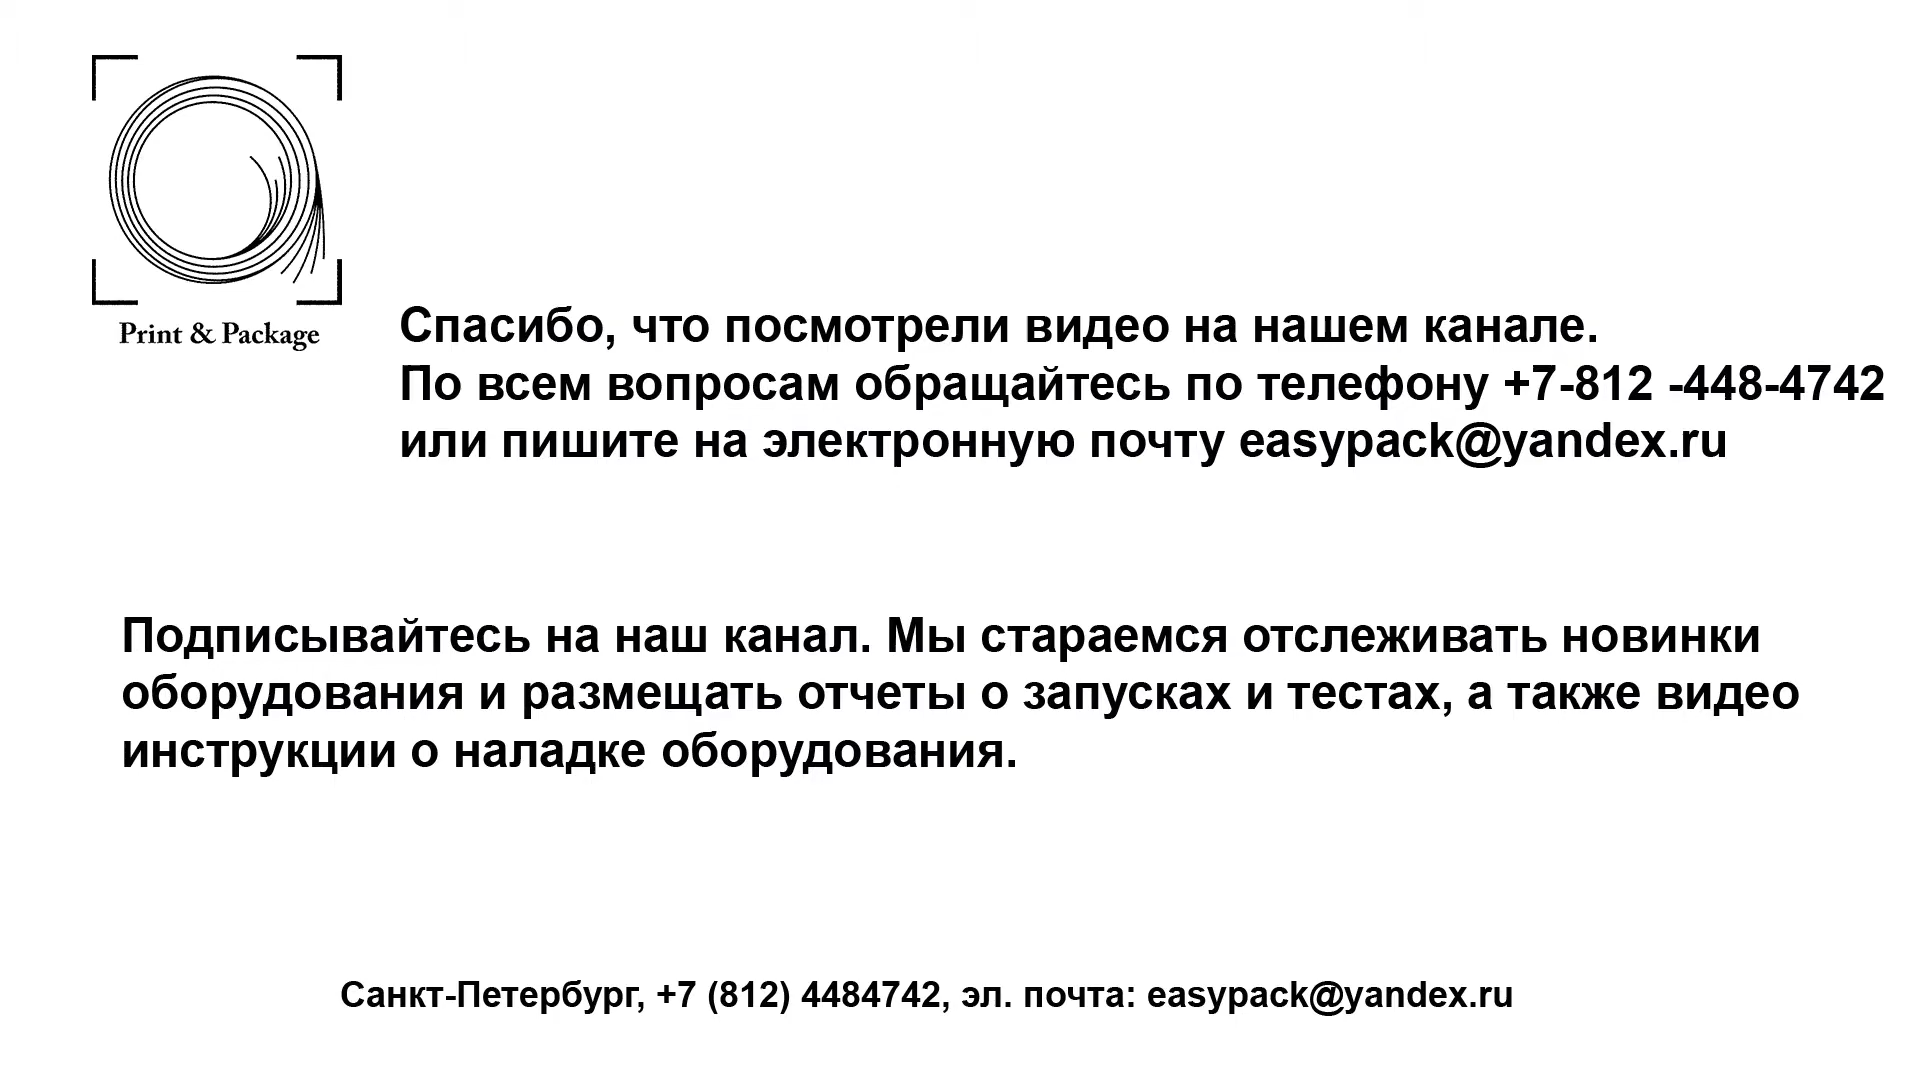 Print & Package
Спасибо, что посмотрели видео на нашем канале.
По всем вопросам обращайтесь по телефону +7-812 -448-4742
или пишите на электронную почту easypack@yandex.ru
Подписывайтесь на наш канал. Мы стараемся отслеживать новинки
оборудования и размещать отчеты о запусках и тестах, а также видео
инструкции о наладке оборудования.
Санкт-Петербург, +7 (812) 4484742, эл. почта: easypack@yandex.ru